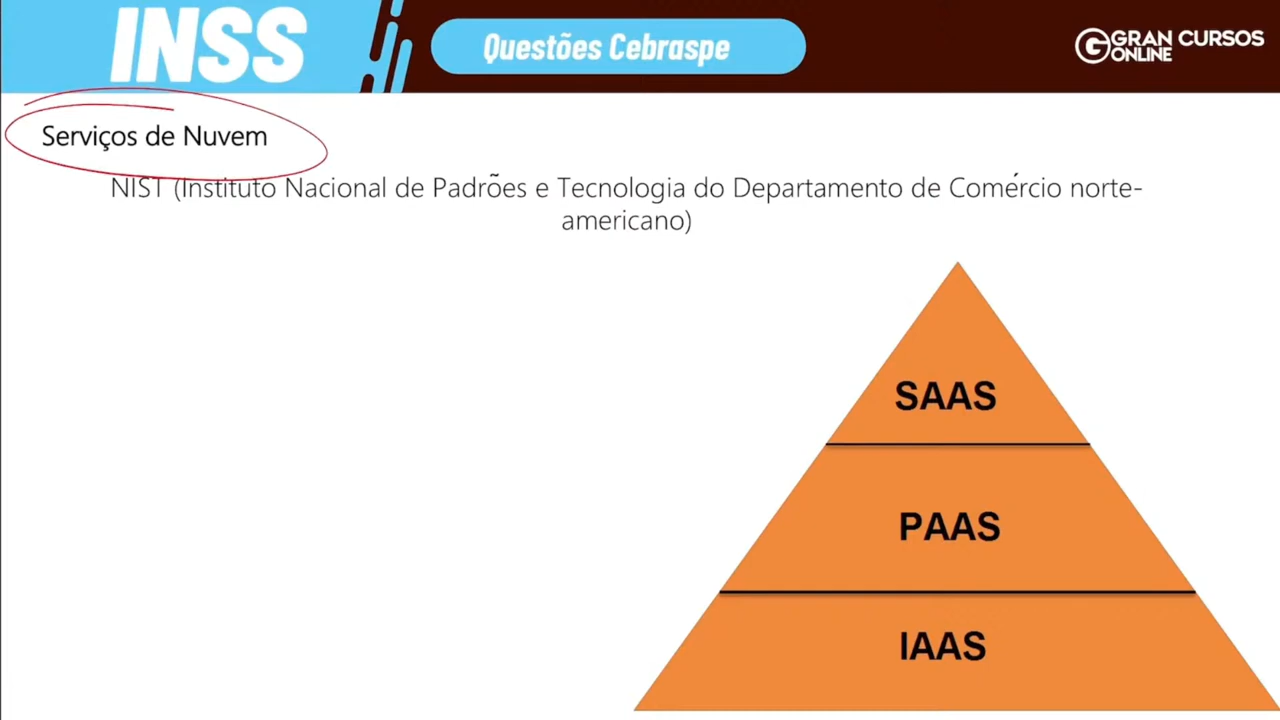 INSS
Questões Cebraspe
GRAN CURSOS
ONLINE
Serviços de Nuvem
NIST (Instituto Nacional de Padrões e Tecnologia do Departamento de Comércio norte-
americano)
SAAS
PAAS
IAAS